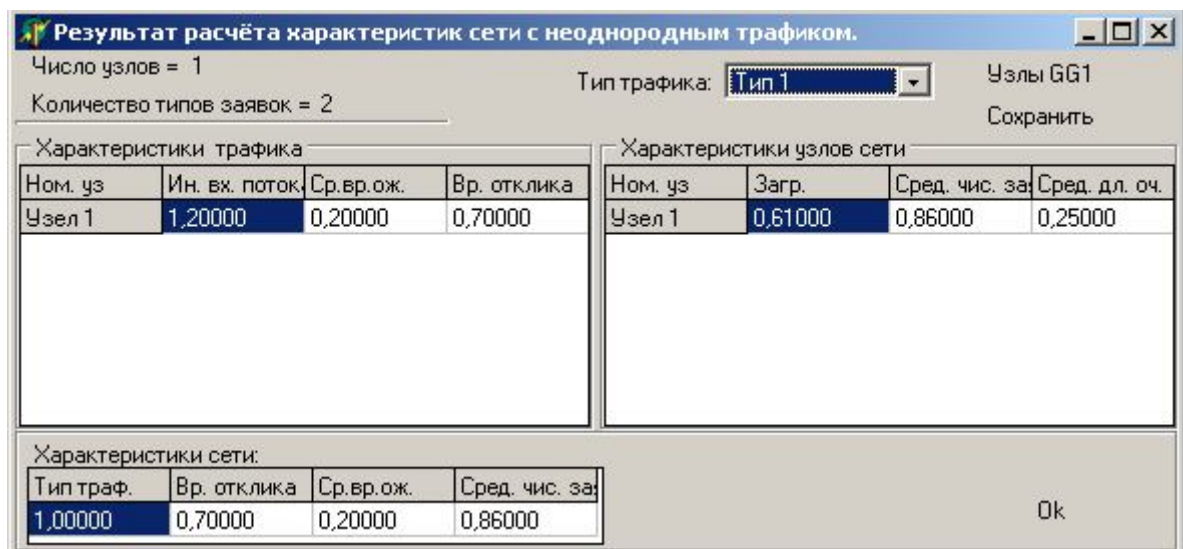 Результат расчёта характеристик сети с неоднородным трафиком.
Число узлов = 1
Тип трафика: Тип 1
Узлы GG1
Количество типов заявок = 2
Сохранить
Характеристики трафика
Ном. уз Ин. вх. поток Ср.вр.ож. Вр. отклика
Узел 1 1,20000 0,20000 0,70000
Характеристики узлов сети
Ном. уз Загр. Сред. чис. за Сред. дл. оч.
Узел 1 0,61000 0,86000 0,25000
Характеристики сети:
Тип траф. Вр. отклика Ср.вр.ож. Сред. чис. за
1,00000 0,70000 0,20000 0,86000
Ok